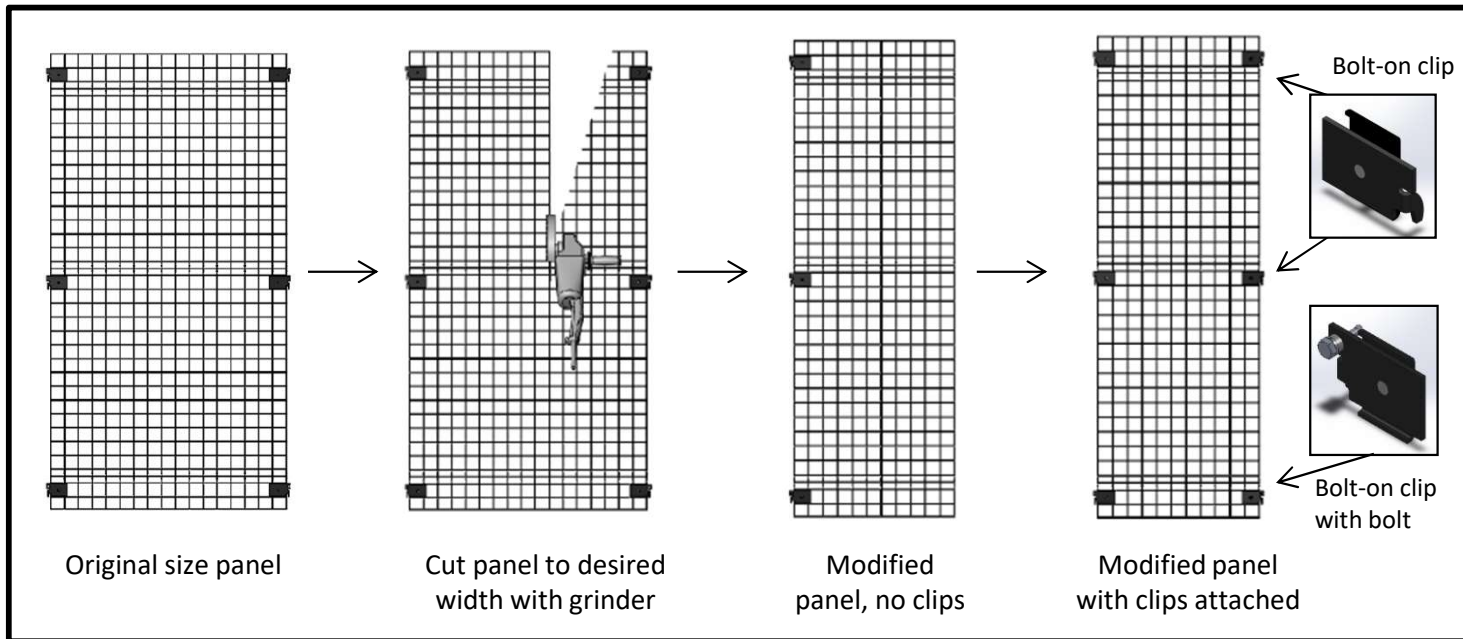 Bolt-on clip
Bolt-on clip
with bolt
Original size panel
Cut panel to desired
width with grinder
Modified
panel, no clips
Modified panel
with clips attached